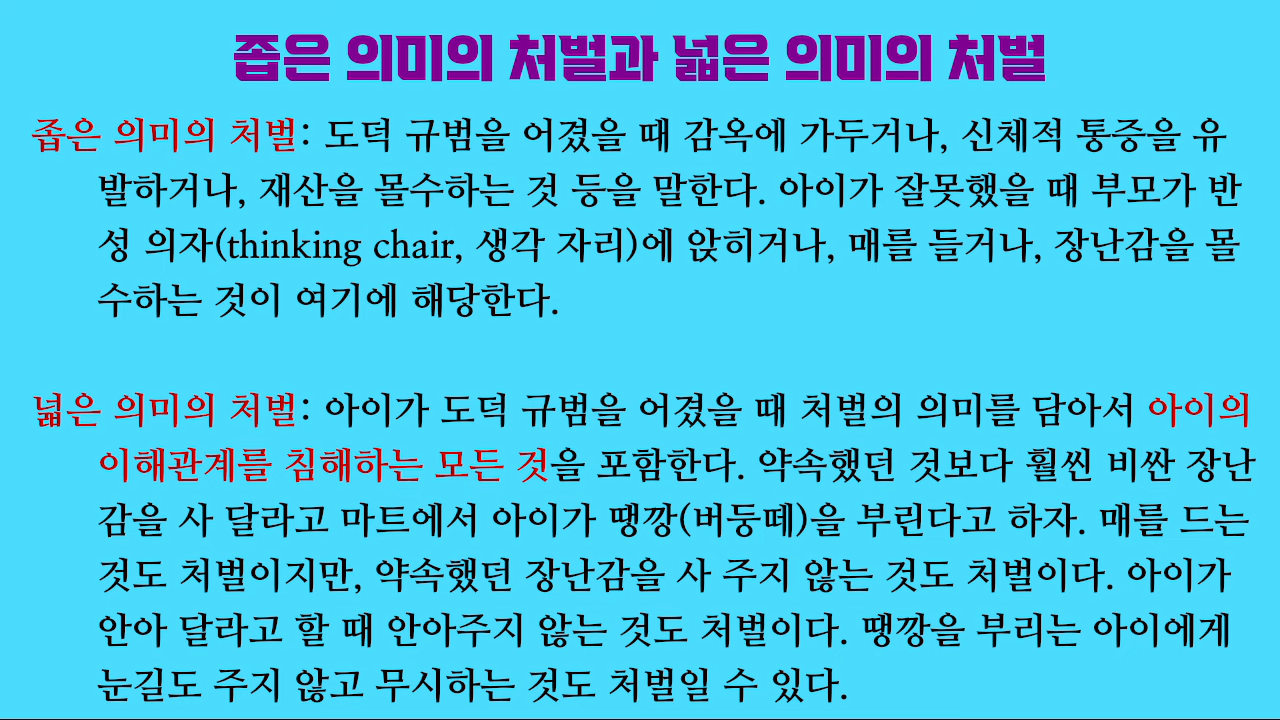 좁은 의미의 처벌과 넓은 의미의 처벌
좁은 의미의 처벌: 도덕 규범을 어겼을 때 감옥에 가두거나, 신체적 통증을 유
발하거나, 재산을 몰수하는 것 등을 말한다. 아이가 잘못했을 때 부모가 반
성 의자(thinking chair, 생각 자리)에 앉히거나, 매를 들거나, 장난감을 몰
수하는 것이 여기에 해당한다.
넓은 의미의 처벌: 아이가 도덕 규범을 어겼을 때 처벌의 의미를 담아서 아이의
이해관계를 침해하는 모든 것을 포함한다. 약속했던 것보다 훨씬 비싼 장난
감을 사 달라고 마트에서 아이가 땡깡(버둥떼)을 부린다고 하자. 매를 드는
것도 처벌이지만, 약속했던 장난감을 사 주지 않는 것도 처벌이다. 아이가
안아 달라고 할 때 안아주지 않는 것도 처벌이다. 땡깡을 부리는 아이에게
눈길도 주지 않고 무시하는 것도 처벌일 수 있다.